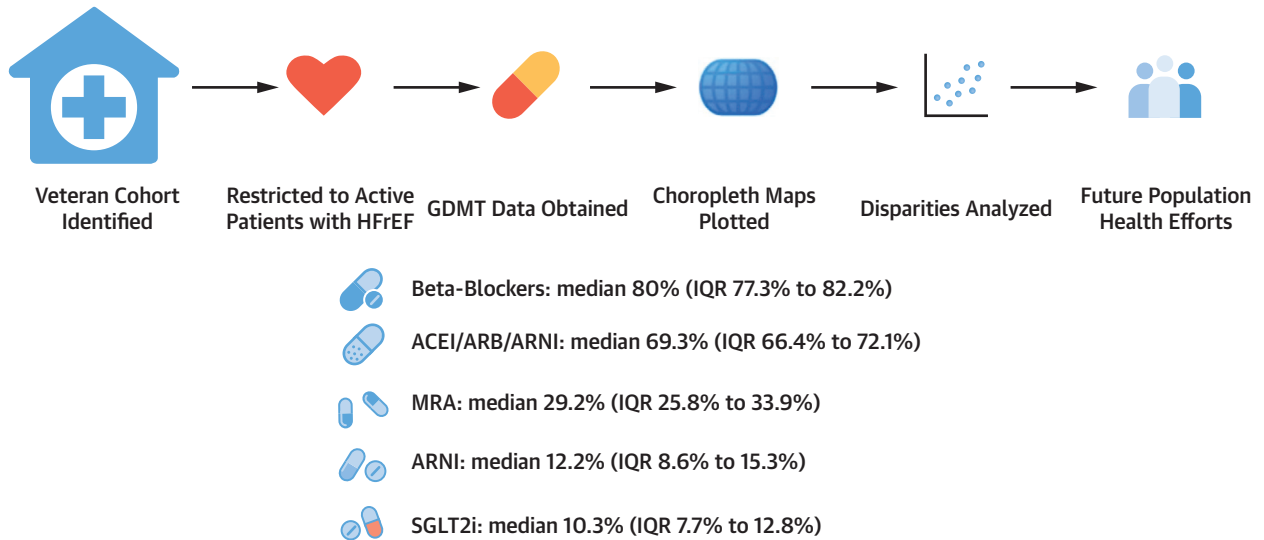 Veteran Cohort
Identified
Restricted to Active
Patients with HFrEF
GDMT Data Obtained
Choropleth Maps
Plotted
Disparities Analyzed
Future Population
Health Efforts
Beta-Blockers: median 80% (IQR 77.3% to 82.2%)
ACEI/ARB/ARNI: median 69.3% (IQR 66.4% to 72.1%)
MRA: median 29.2% (IQR 25.8% to 33.9%)
ARNI: median 12.2% (IQR 8.6% to 15.3%)
SGLT2i: median 10.3% (IQR 7.7% to 12.8%)